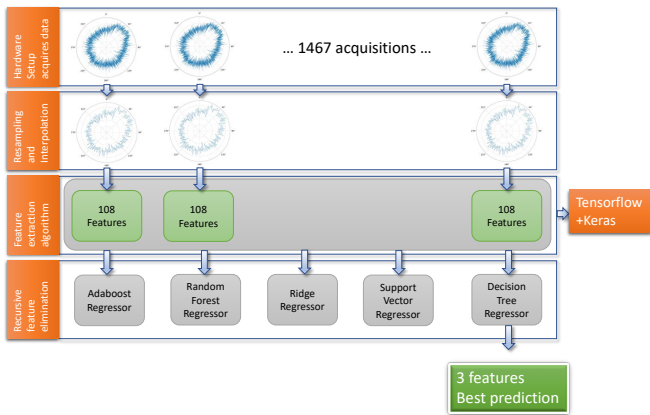 Hardware
Setup
acquires data
... 1467 acquisitions ...
Resampling
and
Interpolation
Feature
extraction
algorithm
108
Features
108
Features
108
Features
Tensorflow
+Keras
Recursive
feature
elimination
Adaboost
Regressor
Random
Forest
Regressor
Ridge
Regressor
Support
Vector
Regressor
Decision
Tree
Regressor
3 features
Best prediction